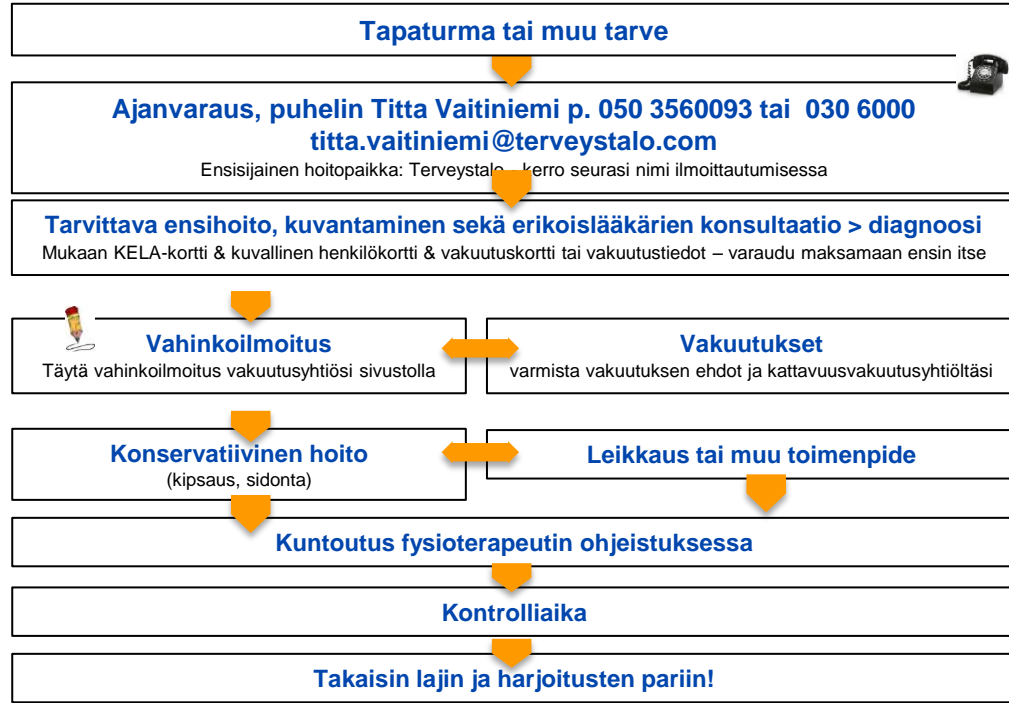 Tapaturma tai muu tarve
Ajanvaraus, puhelin Titta Vaitiniemi p. 050 3560093 tai 030 6000
titta.vaitiniemi@terveystalo.com
Ensisijainen hoitopaikka: Terveystalo - kerro seurasi nimi ilmoittautumisessa
Tarvittava ensihoito, kuvantaminen sekä erikoislääkärien konsultaatio > diagnoosi
Mukaan KELA-kortti & kuvallinen henkilökortti & vakuutuskortti tai vakuutustiedot – varaudu maksamaan ensin itse
Vahinkoilmoitus
Täytä vahinkoilmoitus vakuutusyhtiösi sivustolla
Vakuutukset
varmista vakuutuksen ehdot ja kattavuusvakuutusyhtiöltäsi
Konservatiivinen hoito
(kipsaus, sidonta)
Leikkaus tai muu toimenpide
Kuntoutus fysioterapeutin ohjeistuksessa
Kontrolliaika
Takaisin lajin ja harjoitusten pariin!